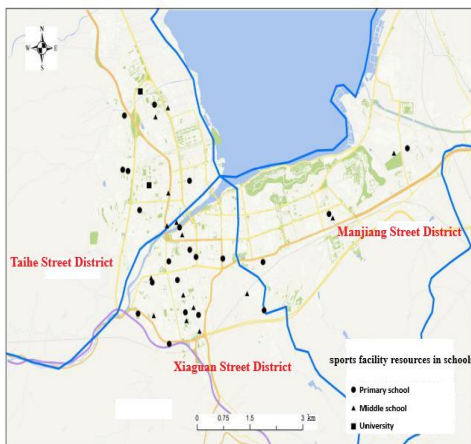 N
W E
S
Manjiang Street District
Taihe Street District
Xiaguan Street District
sports facility resources in schools
Primary school
Middle school
University
0 0.75 1.5 3 km